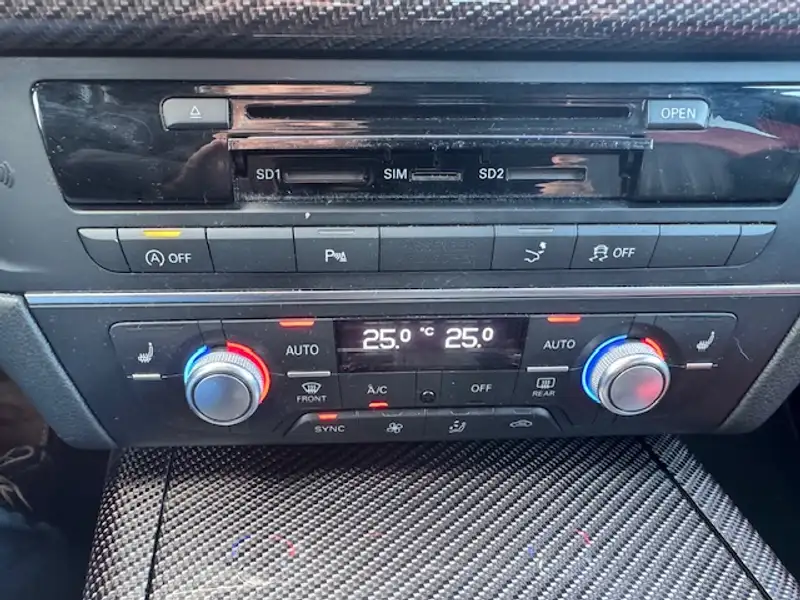 OPEN
SD1 SIM SD2
A OFF P OFF
25.0 °C 25.0
AUTO AUTO
FRONT A/C OFF REAR
SYNC